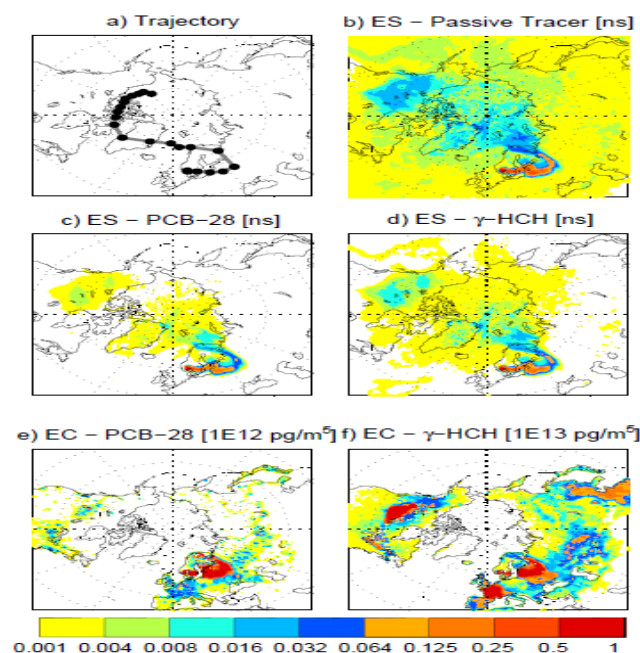 a) Trajectory
b) ES − Passive Tracer [ns]
c) ES − PCB−28 [ns]
d) ES − γ−HCH [ns]
e) EC − PCB−28 [1E12 pg/m⁵]
f) EC − γ−HCH [1E13 pg/m⁵]
0.001 0.004 0.008 0.016 0.032 0.064 0.125 0.25 0.5 1